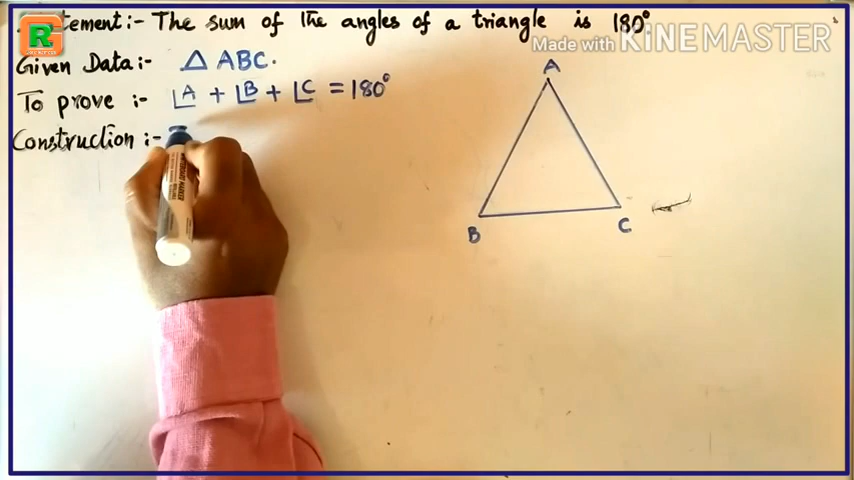 tement:- The sum of the angles of a triangle is 180°.
R
Made with KINEMASTER
Given Data:- △ ABC.
To prove :- ∠A + ∠B + ∠C = 180°
Construction :-
A
B
C